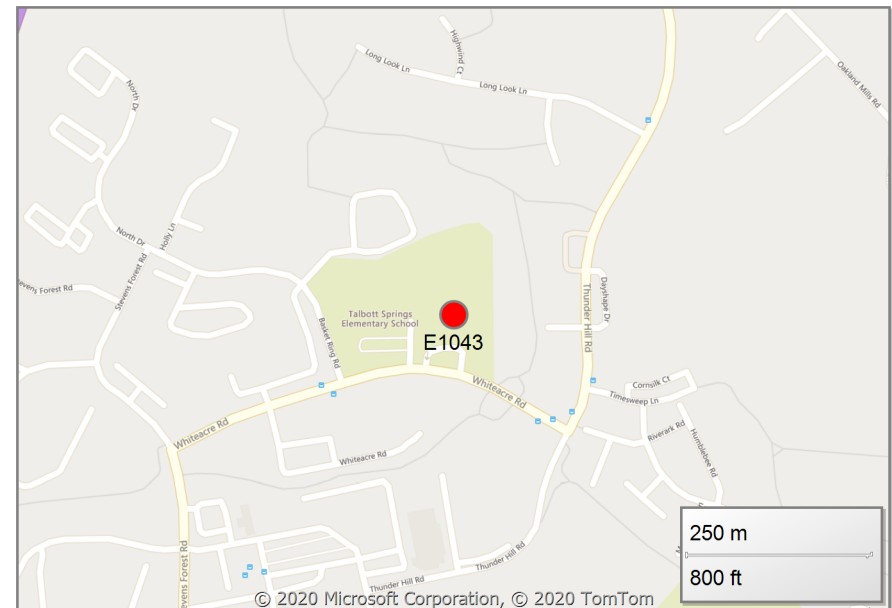 Highwind Ct
Long Look Ln
Long Look Ln
Oakland Mills Rd
North Dr
North Dr
Holly Ln
Stevens Forest Rd
evens Forest Rd
Talbott Springs
Elementary School
E1043
Basket Ring Rd
Dayshape Dr
Thunder Hill Rd
Whiteacre Rd
Cornsilk Ct
Timesweep Ln
Whiteacre Rd
Riverark Rd
Humblebee Rd
Whiteacre Rd
250 m
800 ft
evens Forest Rd
Thunder Hill Rd
Thunder Hill Rd
© 2020 Microsoft Corporation, © 2020 TomTom